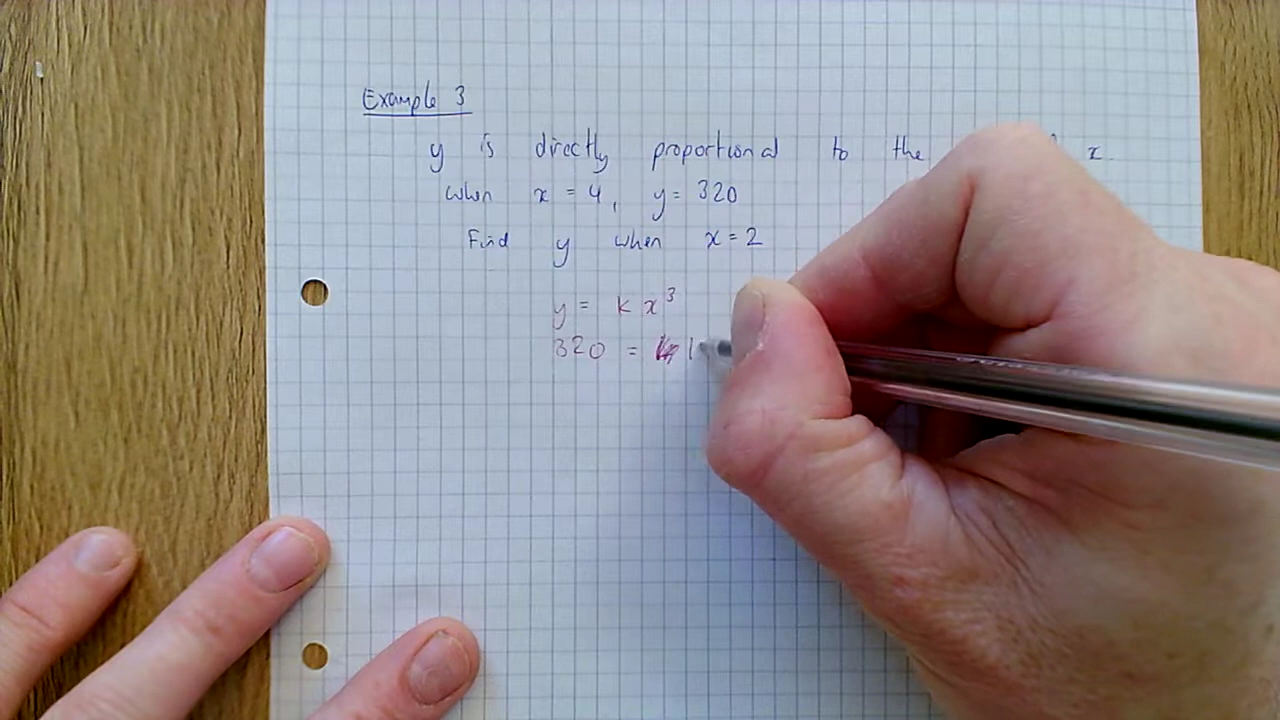 Example 3
y is directly proportional to the x.
when x = 4, y = 320
Find y when x = 2
y = k x³
320 =